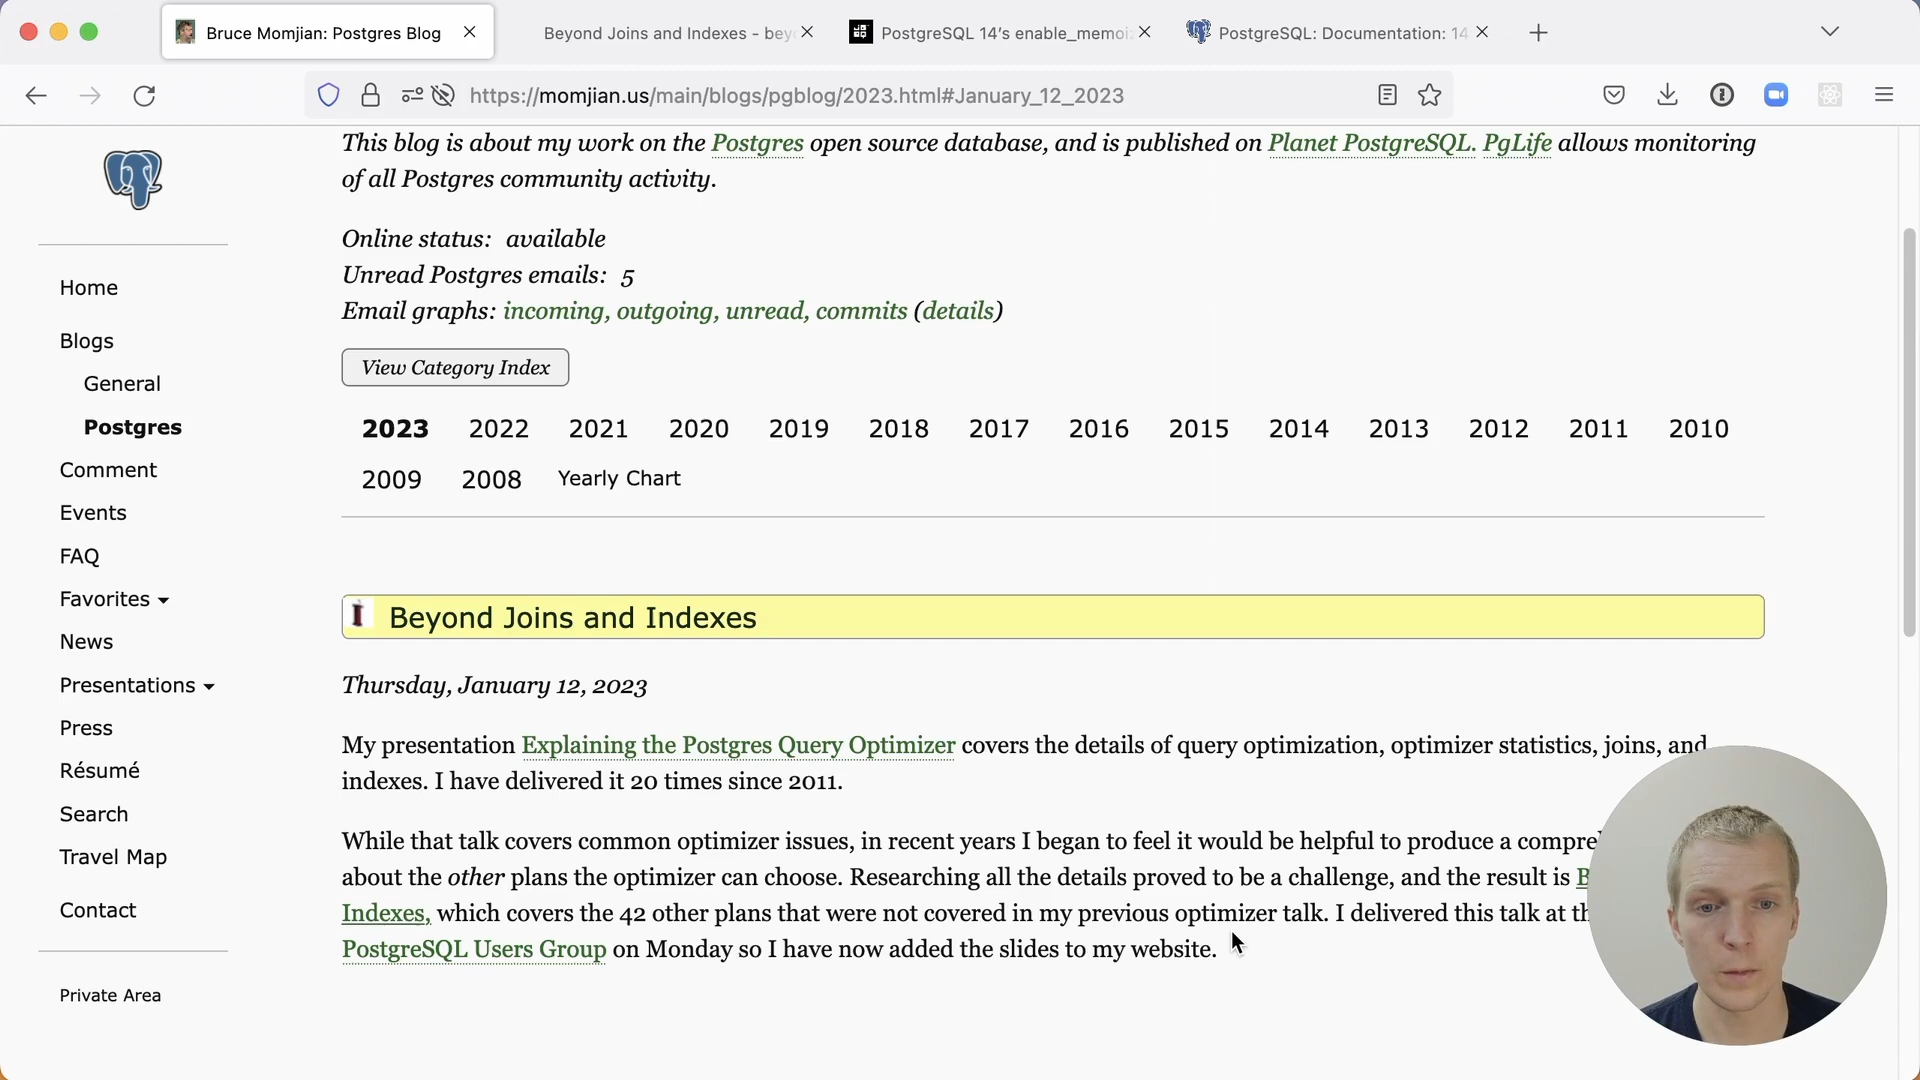 Bruce Momjian: Postgres Blog
Beyond Joins and Indexes - bey
PostgreSQL 14's enable_memoi
PostgreSQL: Documentation: 14
https://momjian.us/main/blogs/pgblog/2023.html#January_12_2023
This blog is about my work on the Postgres open source database, and is published on Planet PostgreSQL. PgLife allows monitoring
of all Postgres community activity.
Online status: available
Unread Postgres emails: 5
Email graphs: incoming, outgoing, unread, commits (details)
View Category Index
2023 2022 2021 2020 2019 2018 2017 2016 2015 2014 2013 2012 2011 2010
2009 2008 Yearly Chart
Home
Blogs
General
Postgres
Comment
Events
FAQ
Favorites
News
Presentations
Press
Résumé
Search
Travel Map
Contact
Private Area
Beyond Joins and Indexes
Thursday, January 12, 2023
My presentation Explaining the Postgres Query Optimizer covers the details of query optimization, optimizer statistics, joins, and
indexes. I have delivered it 20 times since 2011.
While that talk covers common optimizer issues, in recent years I began to feel it would be helpful to produce a compre
about the other plans the optimizer can choose. Researching all the details proved to be a challenge, and the result is B
Indexes, which covers the 42 other plans that were not covered in my previous optimizer talk. I delivered this talk at th
PostgreSQL Users Group on Monday so I have now added the slides to my website.